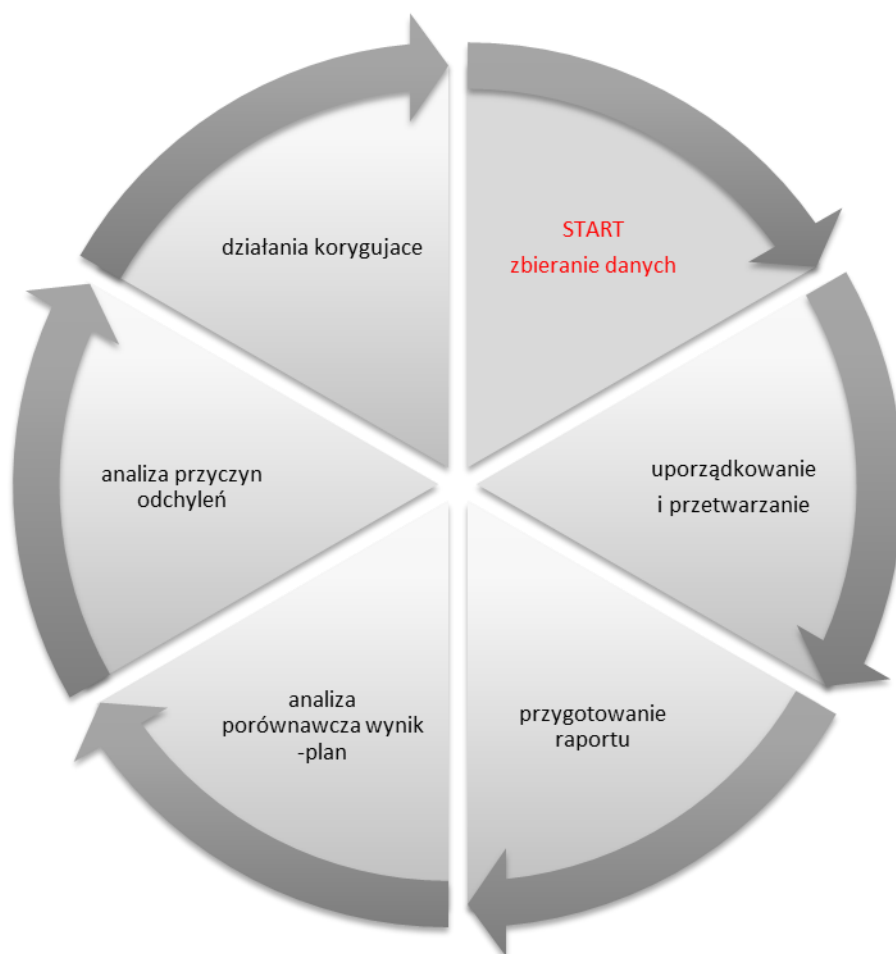 START
zbieranie danych
uporządkowanie
i przetwarzanie
przygotowanie
raportu
analiza
porównawcza wynik
-plan
analiza przyczyn
odchyleń
działania korygujace